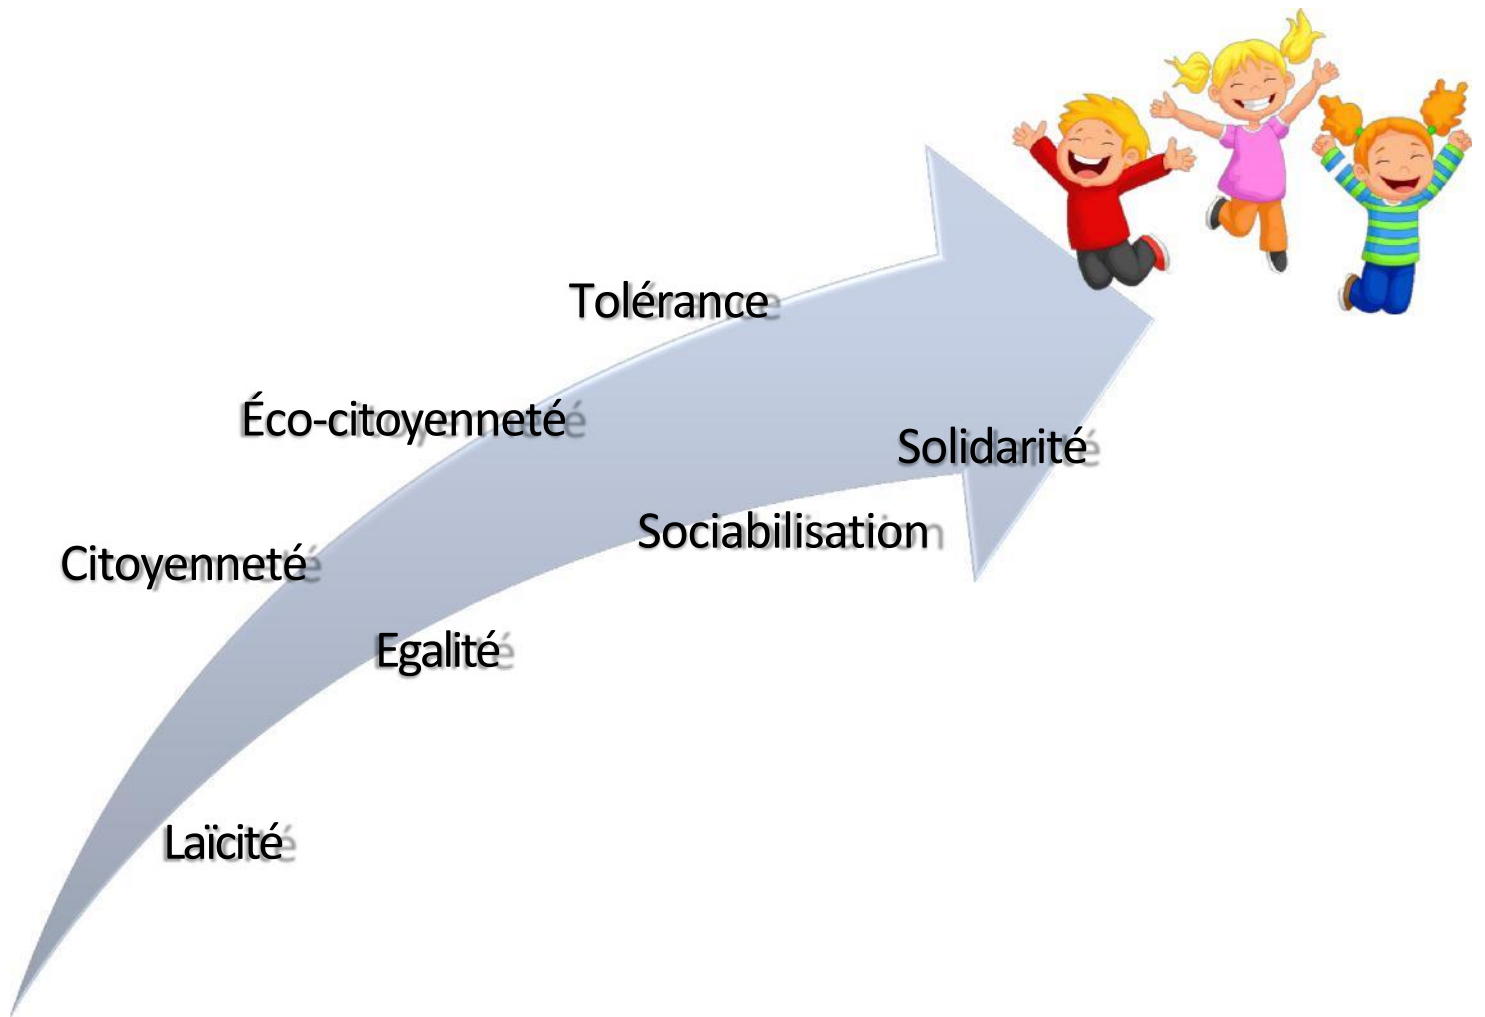 Tolérance
Éco-citoyenneté
Solidarité
Sociabilisation
Citoyenneté
Egalité
Laïcité